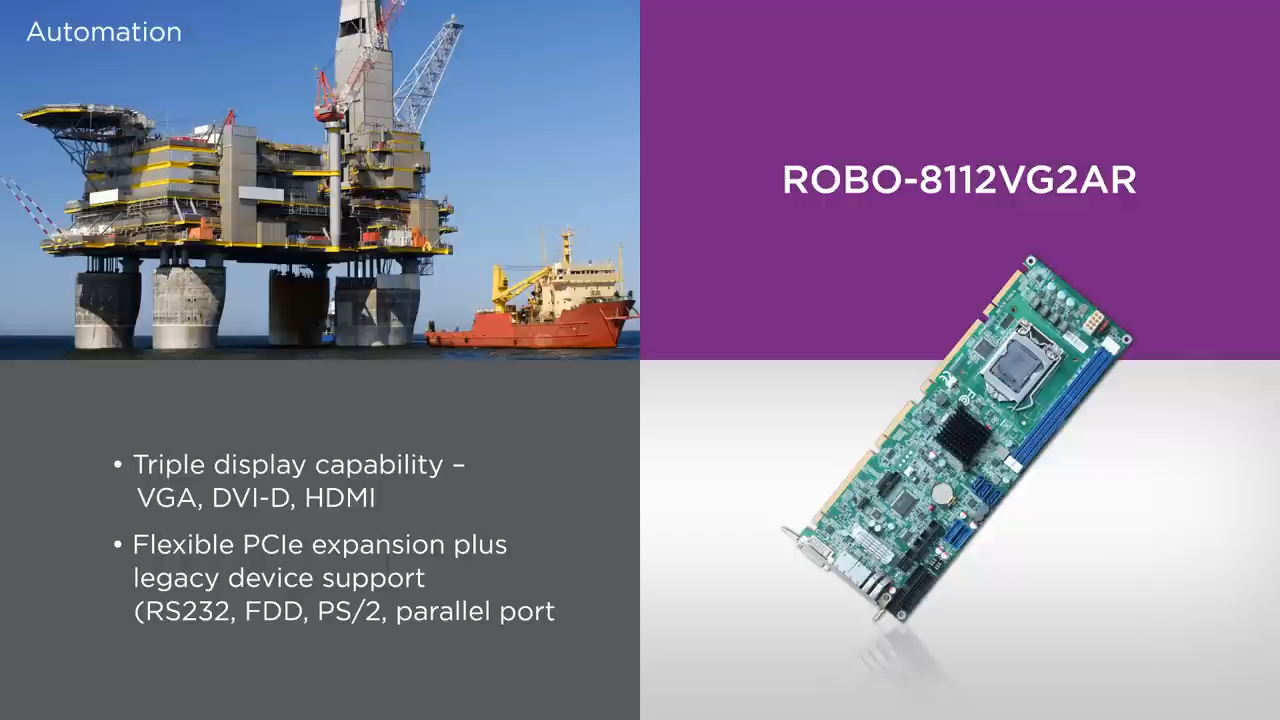 Automation
ROBO-8112VG2AR
• Triple display capability –
VGA, DVI-D, HDMI
• Flexible PCIe expansion plus
legacy device support
(RS232, FDD, PS/2, parallel port